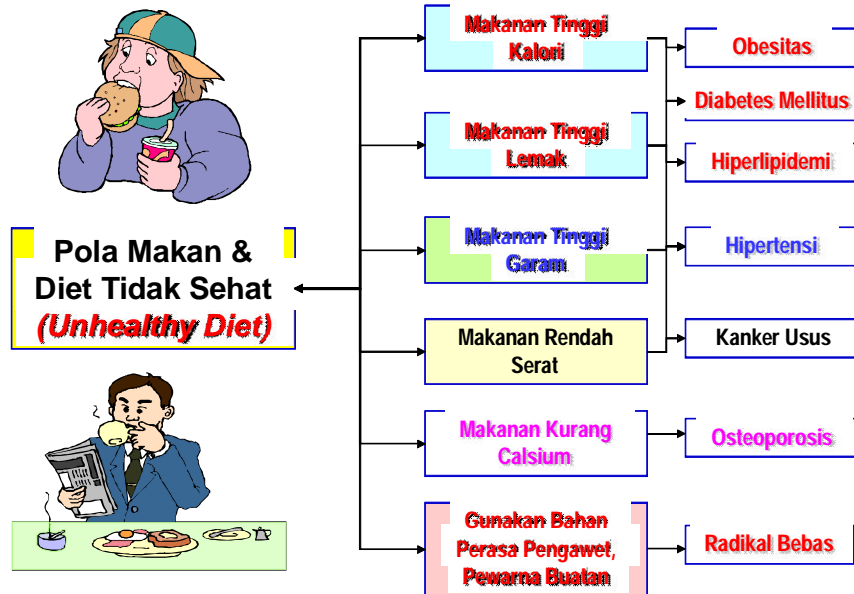 Pola Makan &
Diet Tidak Sehat
(Unhealthy Diet)
Makanan Tinggi
Kalori
Makanan Tinggi
Lemak
Makanan Tinggi
Garam
Makanan Rendah
Serat
Makanan Kurang
Calsium
Gunakan Bahan
Perasa Pengawet,
Pewarna Buatan
Obesitas
Diabetes Mellitus
Hiperlipidemi
Hipertensi
Kanker Usus
Osteoporosis
Radikal Bebas